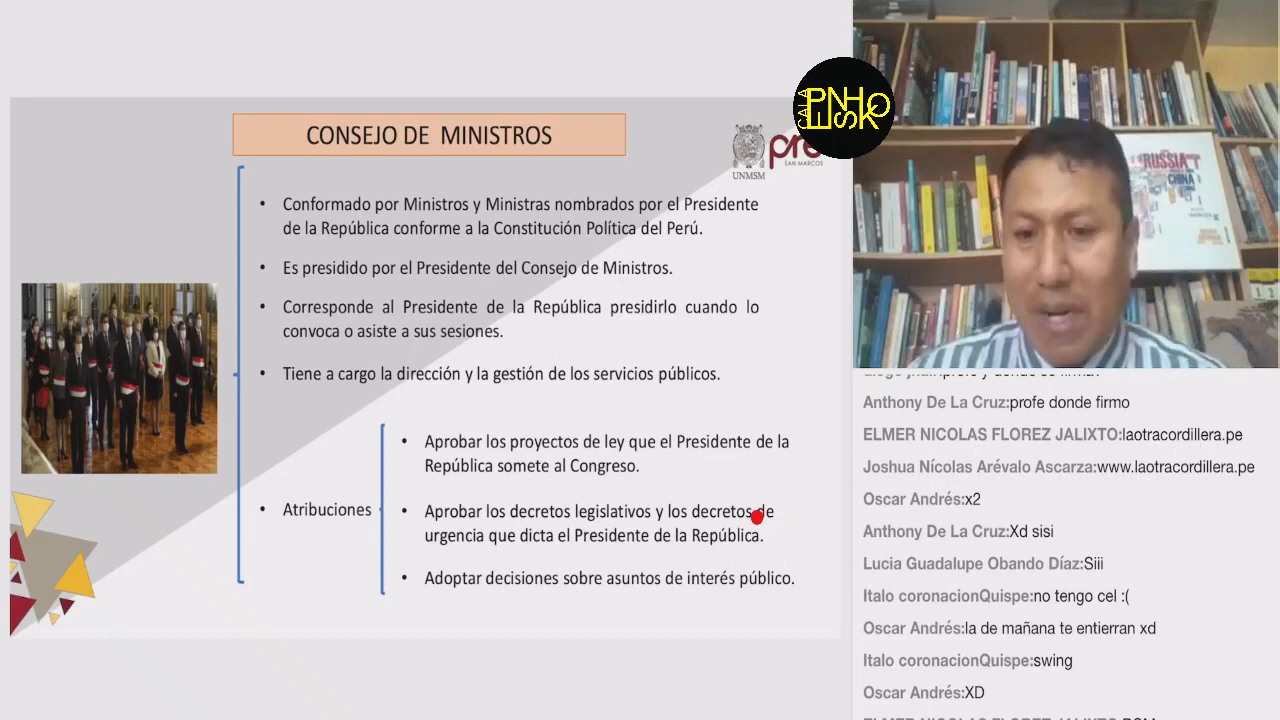 CONSEJO DE MINISTROS
UNMSM
pre
SAN MARCOS
• Conformado por Ministros y Ministras nombrados por el Presidente
de la República conforme a la Constitución Política del Perú.
• Es presidido por el Presidente del Consejo de Ministros.
• Corresponde al Presidente de la República presidirlo cuando lo
convoca o asiste a sus sesiones.
• Tiene a cargo la dirección y la gestión de los servicios públicos.
• Atribuciones
• Aprobar los proyectos de ley que el Presidente de la
República somete al Congreso.
• Aprobar los decretos legislativos y los decretos de
urgencia que dicta el Presidente de la República.
• Adoptar decisiones sobre asuntos de interés público.
RUSSIA
CHINA
Anthony De La Cruz:profe donde firmo
ELMER NICOLAS FLOREZ JALIXTO:laotracordillera.pe
Joshua Nícolas Arévalo Ascarza:www.laotracordillera.pe
Oscar Andrés:x2
Anthony De La Cruz:Xd sisi
Lucia Guadalupe Obando Díaz:Siii
Italo coronacionQuispe:no tengo cel :(
Oscar Andrés:la de mañana te entierran xd
Italo coronacionQuispe:swing
Oscar Andrés:XD